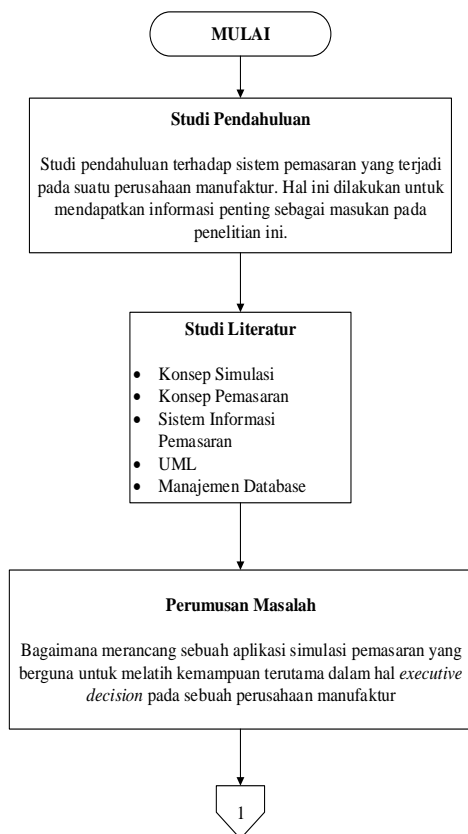 MULAI
Studi Pendahuluan
Studi pendahuluan terhadap sistem pemasaran yang terjadi
pada suatu perusahaan manufaktur. Hal ini dilakukan untuk
mendapatkan informasi penting sebagai masukan pada
penelitian ini.
Studi Literatur
• Konsep Simulasi
• Konsep Pemasaran
• Sistem Informasi
Pemasaran
• UML
• Manajemen Database
Perumusan Masalah
Bagaimana merancang sebuah aplikasi simulasi pemasaran yang
berguna untuk melatih kemampuan terutama dalam hal executive
decision pada sebuah perusahaan manufaktur
1